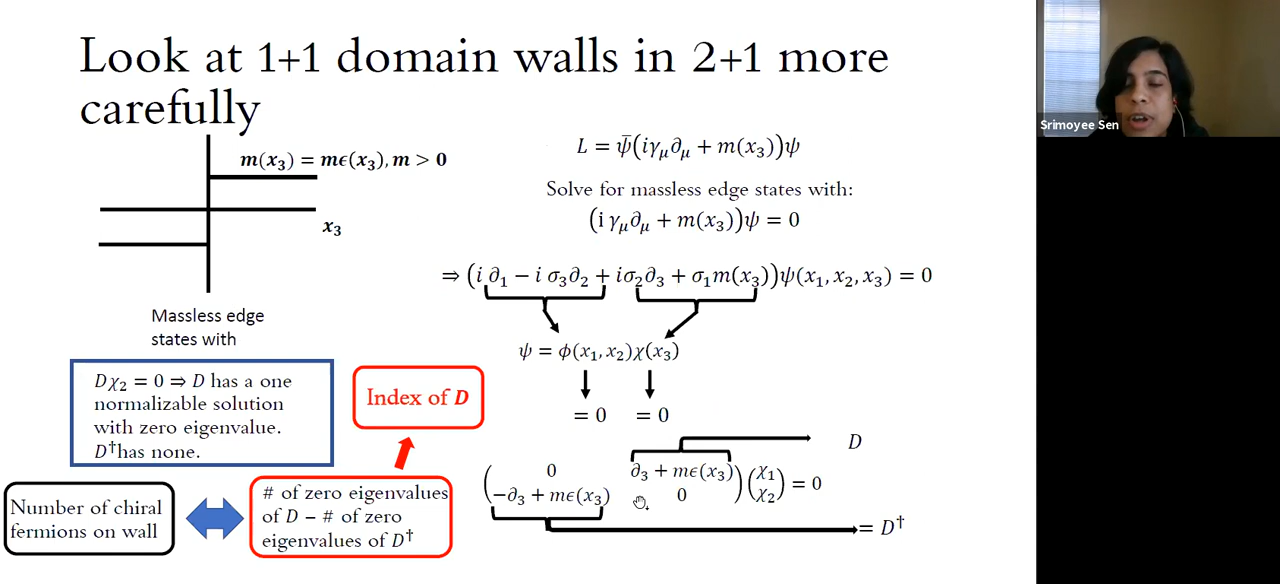 Look at 1+1 domain walls in 2+1 more
carefully
m(x₃) = mϵ(x₃), m > 0
x₃
Massless edge
states with
Dχ₂ = 0 ⇒ D has a one
normalizable solution
with zero eigenvalue.
D†has none.
Index of D
Number of chiral
fermions on wall
# of zero eigenvalues
of D − # of zero
eigenvalues of D†
L = ψ̄(iγ_μ∂_μ + m(x₃))ψ
Solve for massless edge states with:
(i γ_μ∂_μ + m(x₃))ψ = 0
⇒ (i ∂₁ − i σ₃∂₂ + iσ₂∂₃ + σ₁m(x₃))ψ(x₁, x₂, x₃) = 0
ψ = ϕ(x₁, x₂)χ(x₃)
= 0 = 0
D
(0 ∂₃ + mϵ(x₃)) (χ₁) = 0
(−∂₃ + mϵ(x₃) 0) (χ₂)
= D†
Srimoyee Sen